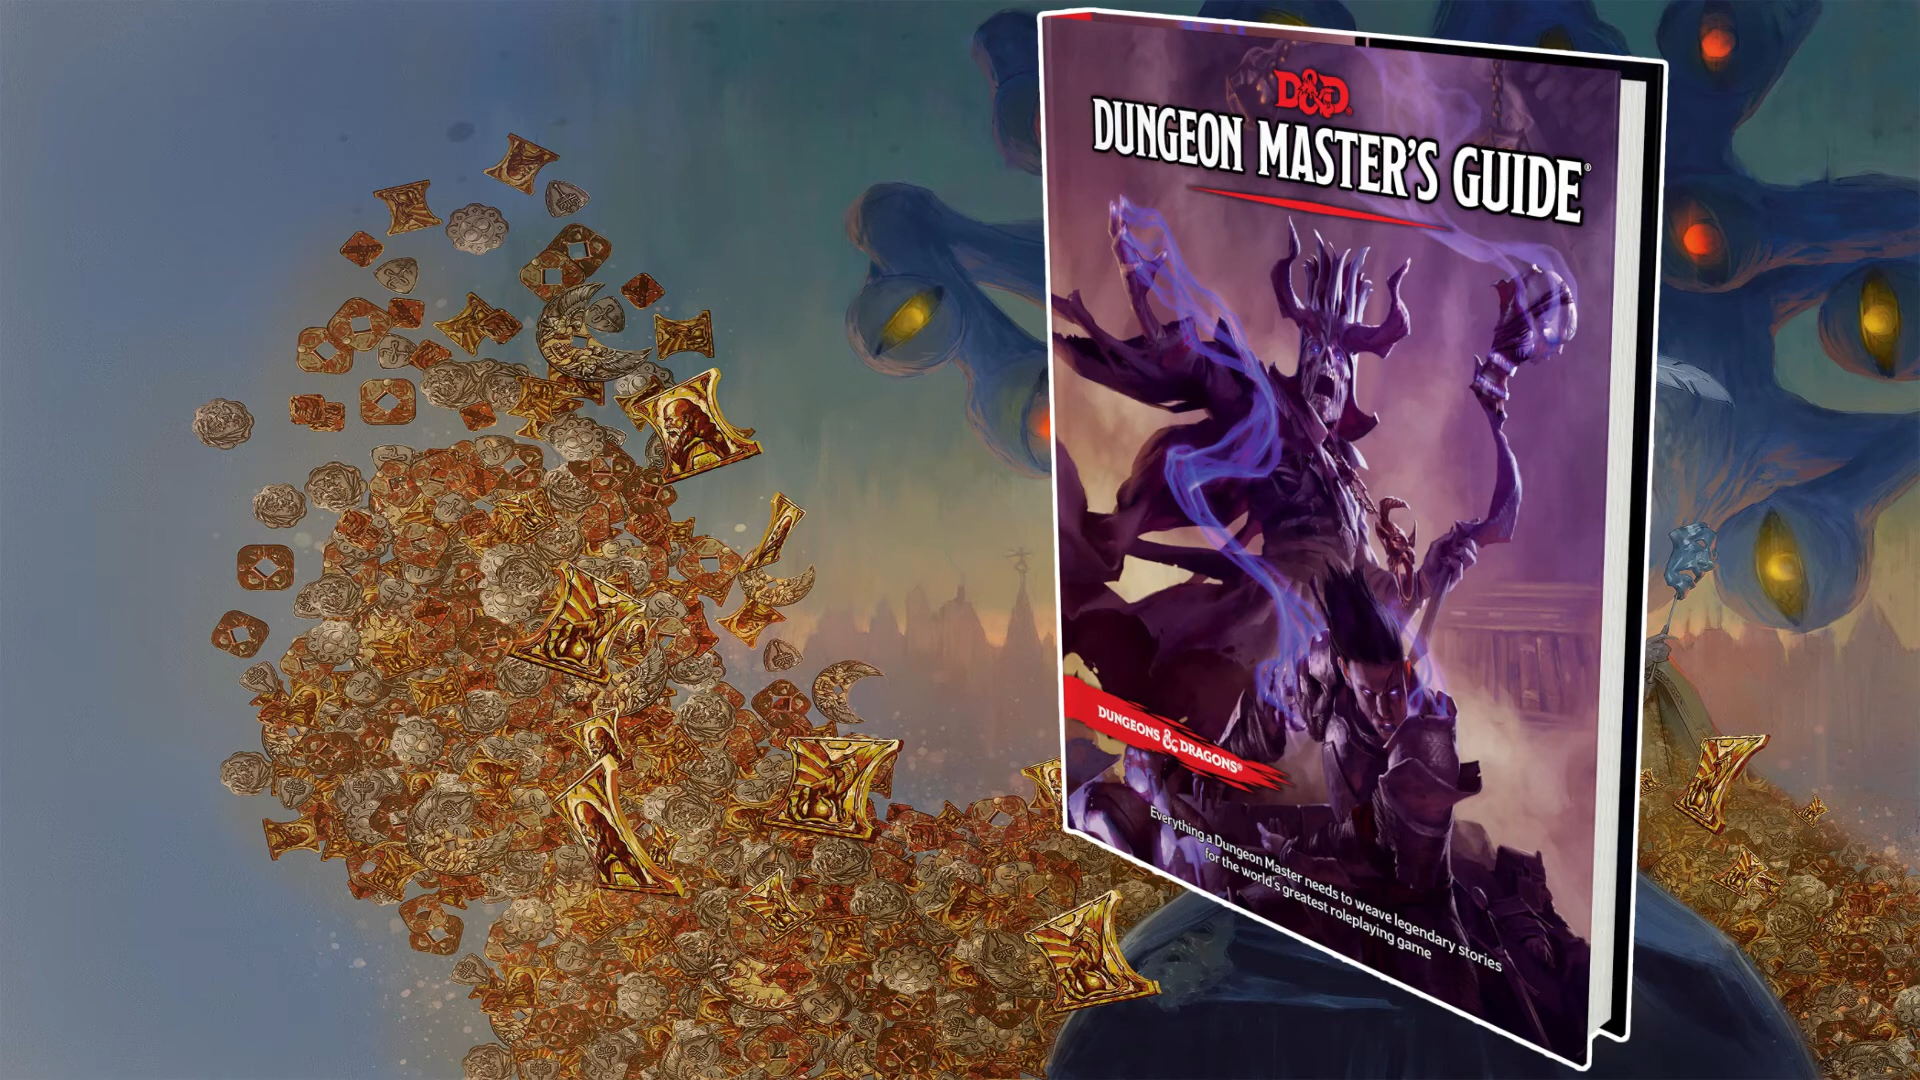 D&D
DUNGEON MASTER'S GUIDE®
DUNGEONS & DRAGONS®
Everything a Dungeon Master needs to weave legendary stories
for the world's greatest roleplaying game